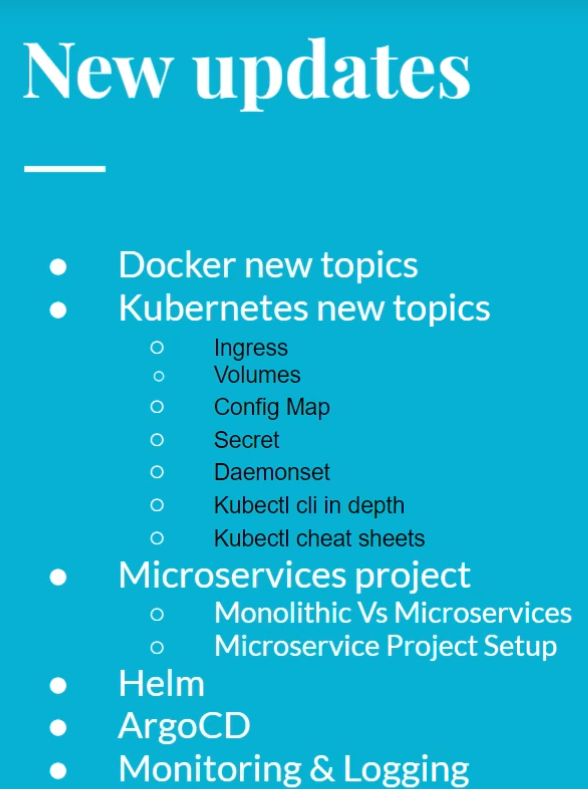 New updates
Docker new topics
Kubernetes new topics
Ingress
Volumes
Config Map
Secret
Daemonset
Kubectl cli in depth
Kubectl cheat sheets
Microservices project
Monolithic Vs Microservices
Microservice Project Setup
Helm
ArgoCD
Monitoring & Logging